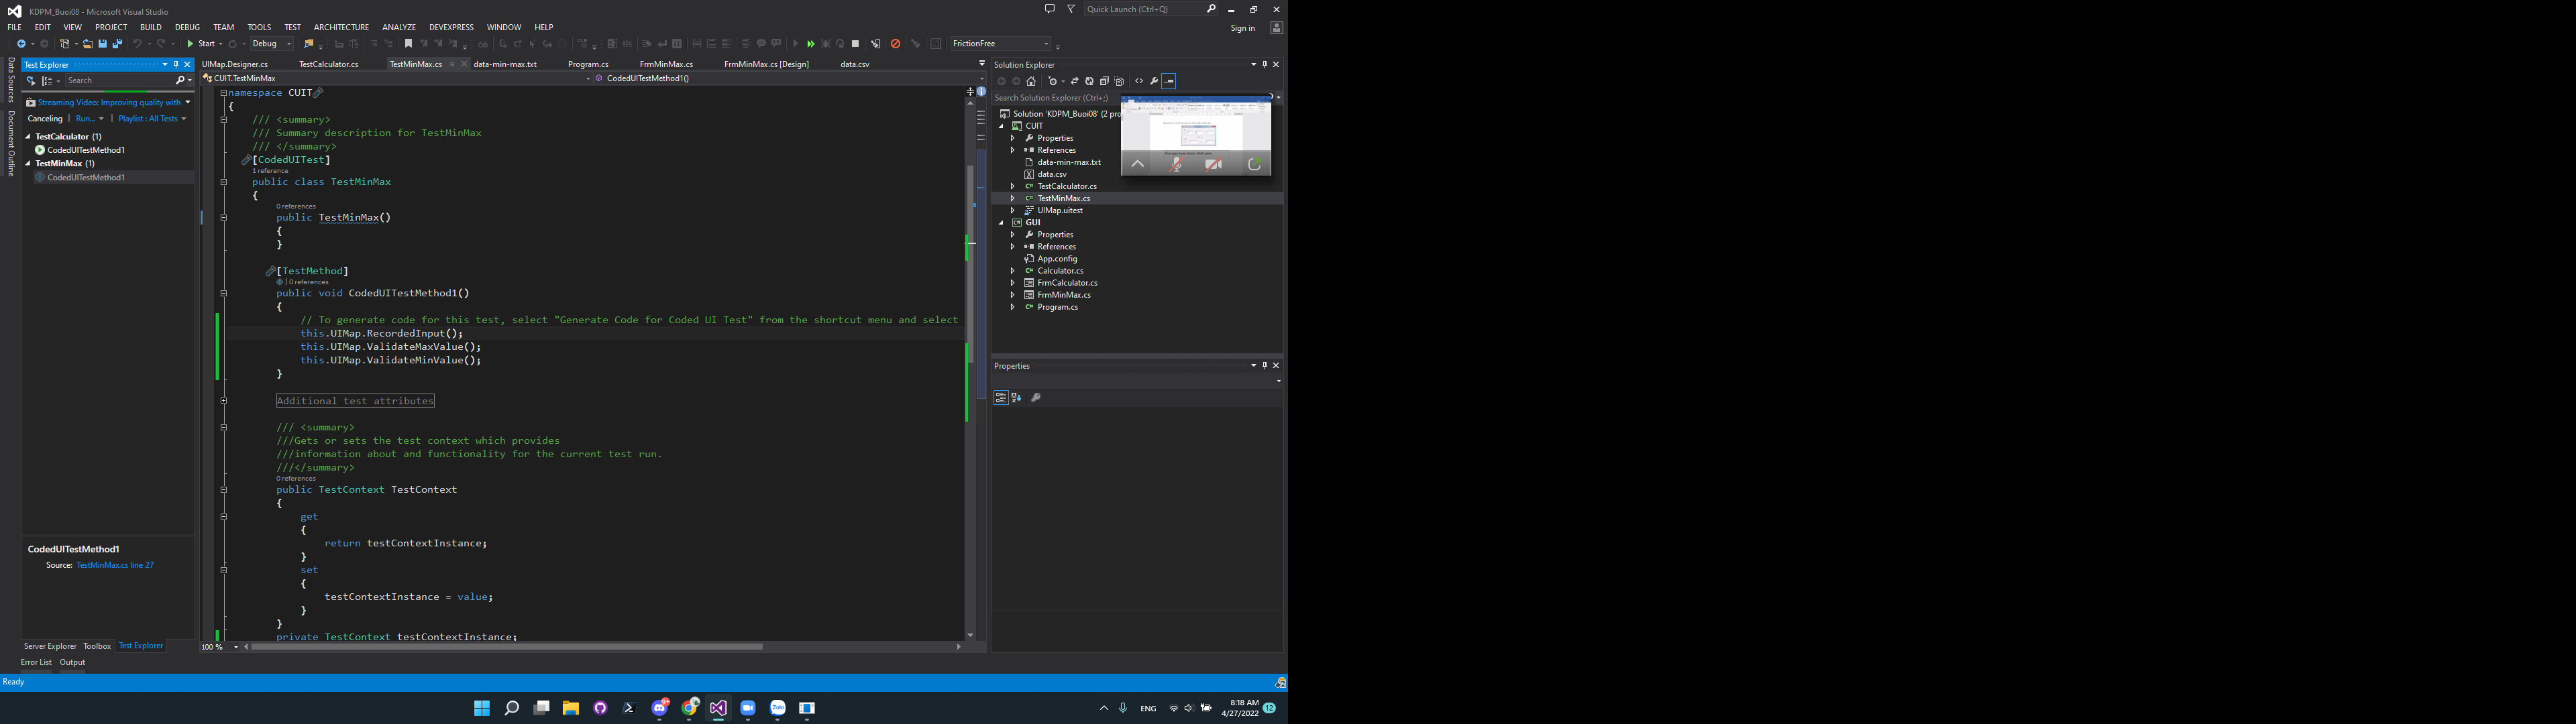 KDPM_Buoi08 - Microsoft Visual Studio
Quick Launch (Ctrl+Q)
FILE EDIT VIEW PROJECT BUILD DEBUG TEAM TOOLS TEST ARCHITECTURE ANALYZE DEVEXPRESS WINDOW HELP
Sign in
Start Debug FrictionFree
Data Sources
Document Outline
Test Explorer
Search
Streaming Video: Improving quality with
Canceling | Run... | Playlist : All Tests
TestCalculator (1)
CodedUITestMethod1
TestMinMax (1)
CodedUITestMethod1
CodedUITestMethod1
Source: TestMinMax.cs line 27
Server Explorer Toolbox Test Explorer
Error List Output
Ready
UIMap.Designer.cs TestCalculator.cs TestMinMax.cs data-min-max.txt Program.cs FrmMinMax.cs FrmMinMax.cs [Design] data.csv
CUIT.TestMinMax CodedUITestMethod1()
namespace CUIT
{
/// <summary>
/// Summary description for TestMinMax
/// </summary>
[CodedUITest]
1 reference
public class TestMinMax
{
0 references
public TestMinMax()
{
}
[TestMethod]
| 0 references
public void CodedUITestMethod1()
{
// To generate code for this test, select "Generate Code for Coded UI Test" from the shortcut menu and select
this.UIMap.RecordedInput();
this.UIMap.ValidateMaxValue();
this.UIMap.ValidateMinValue();
}
Additional test attributes
/// <summary>
///Gets or sets the test context which provides
///information about and functionality for the current test run.
///</summary>
0 references
public TestContext TestContext
{
get
{
return testContextInstance;
}
set
{
testContextInstance = value;
}
}
private TestContext testContextInstance;
100 %
Solution Explorer
Search Solution Explorer (Ctrl+;)
Solution 'KDPM_Buoi08' (2 pro
CUIT
Properties
References
data-min-max.txt
data.csv
TestCalculator.cs
TestMinMax.cs
UIMap.uitest
GUI
Properties
References
App.config
Calculator.cs
FrmCalculator.cs
FrmMinMax.cs
Program.cs
Properties
Zalo
ENG
8:18 AM
4/27/2022
12